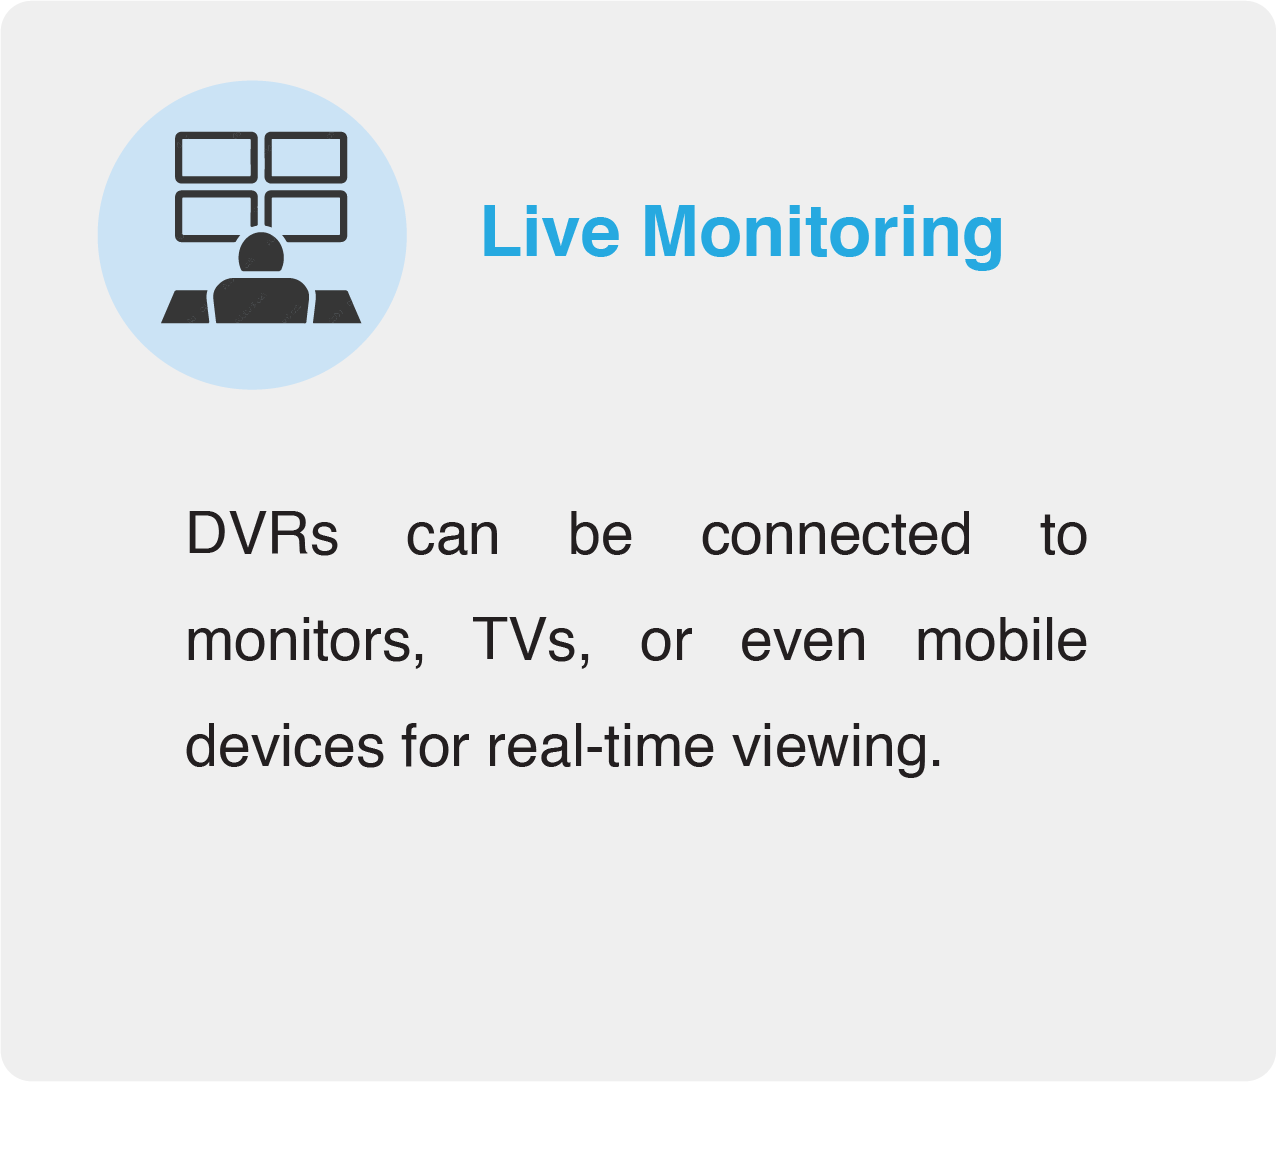 Live Monitoring
DVRs can be connected to
monitors, TVs, or even mobile
devices for real-time viewing.